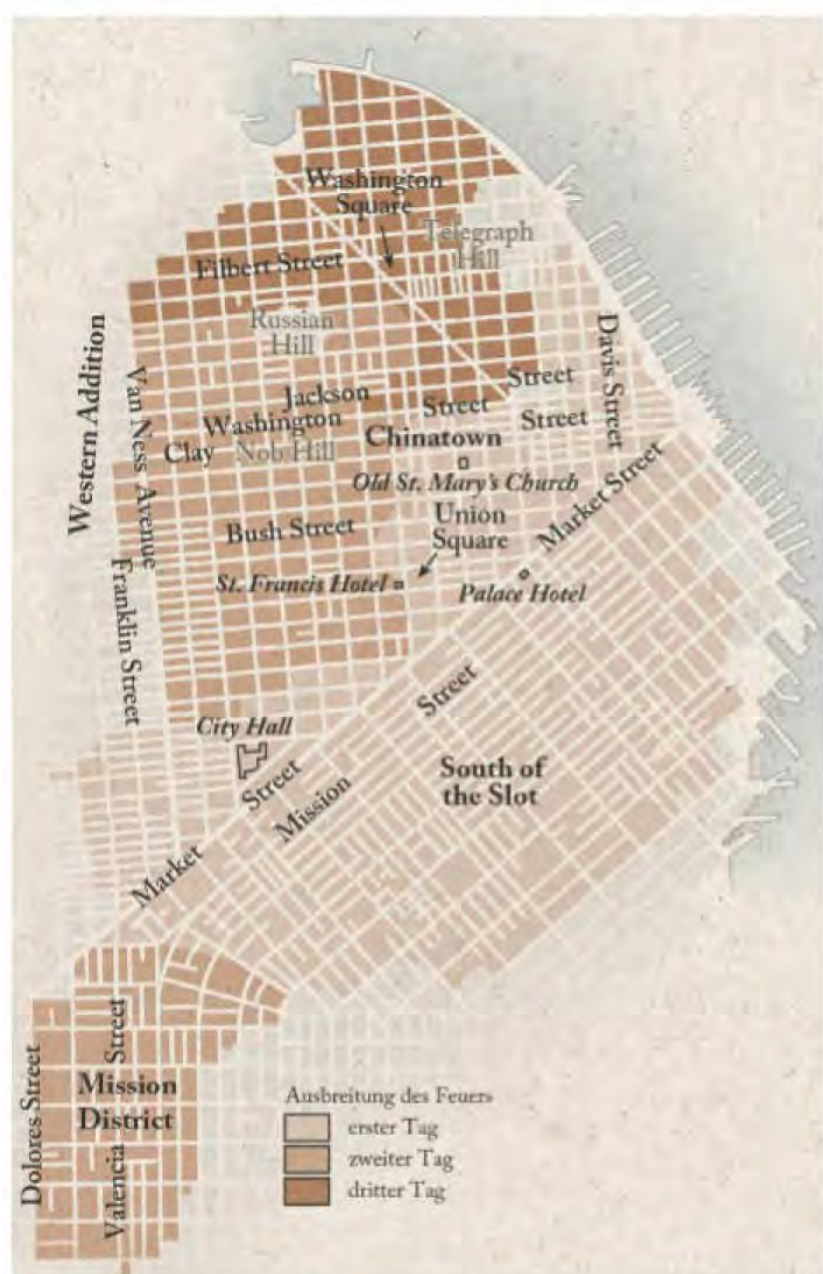 Washington
Square
Telegraph
Hill
Filbert Street
Russian
Hill
Western Addition
Van Ness Avenue
Davis Street
Jackson
Street
Washington
Street
Street
Clay
Nob Hill
Chinatown
Old St. Mary's Church
Market Street
Union
Square
Bush Street
St. Francis Hotel
Palace Hotel
Franklin Street
Street
City Hall
South of
the Slot
Street
Mission
Market
Street
Mission
District
Dolores Street
Valencia
Ausbreitung des Feuers
erster Tag
zweiter Tag
dritter Tag